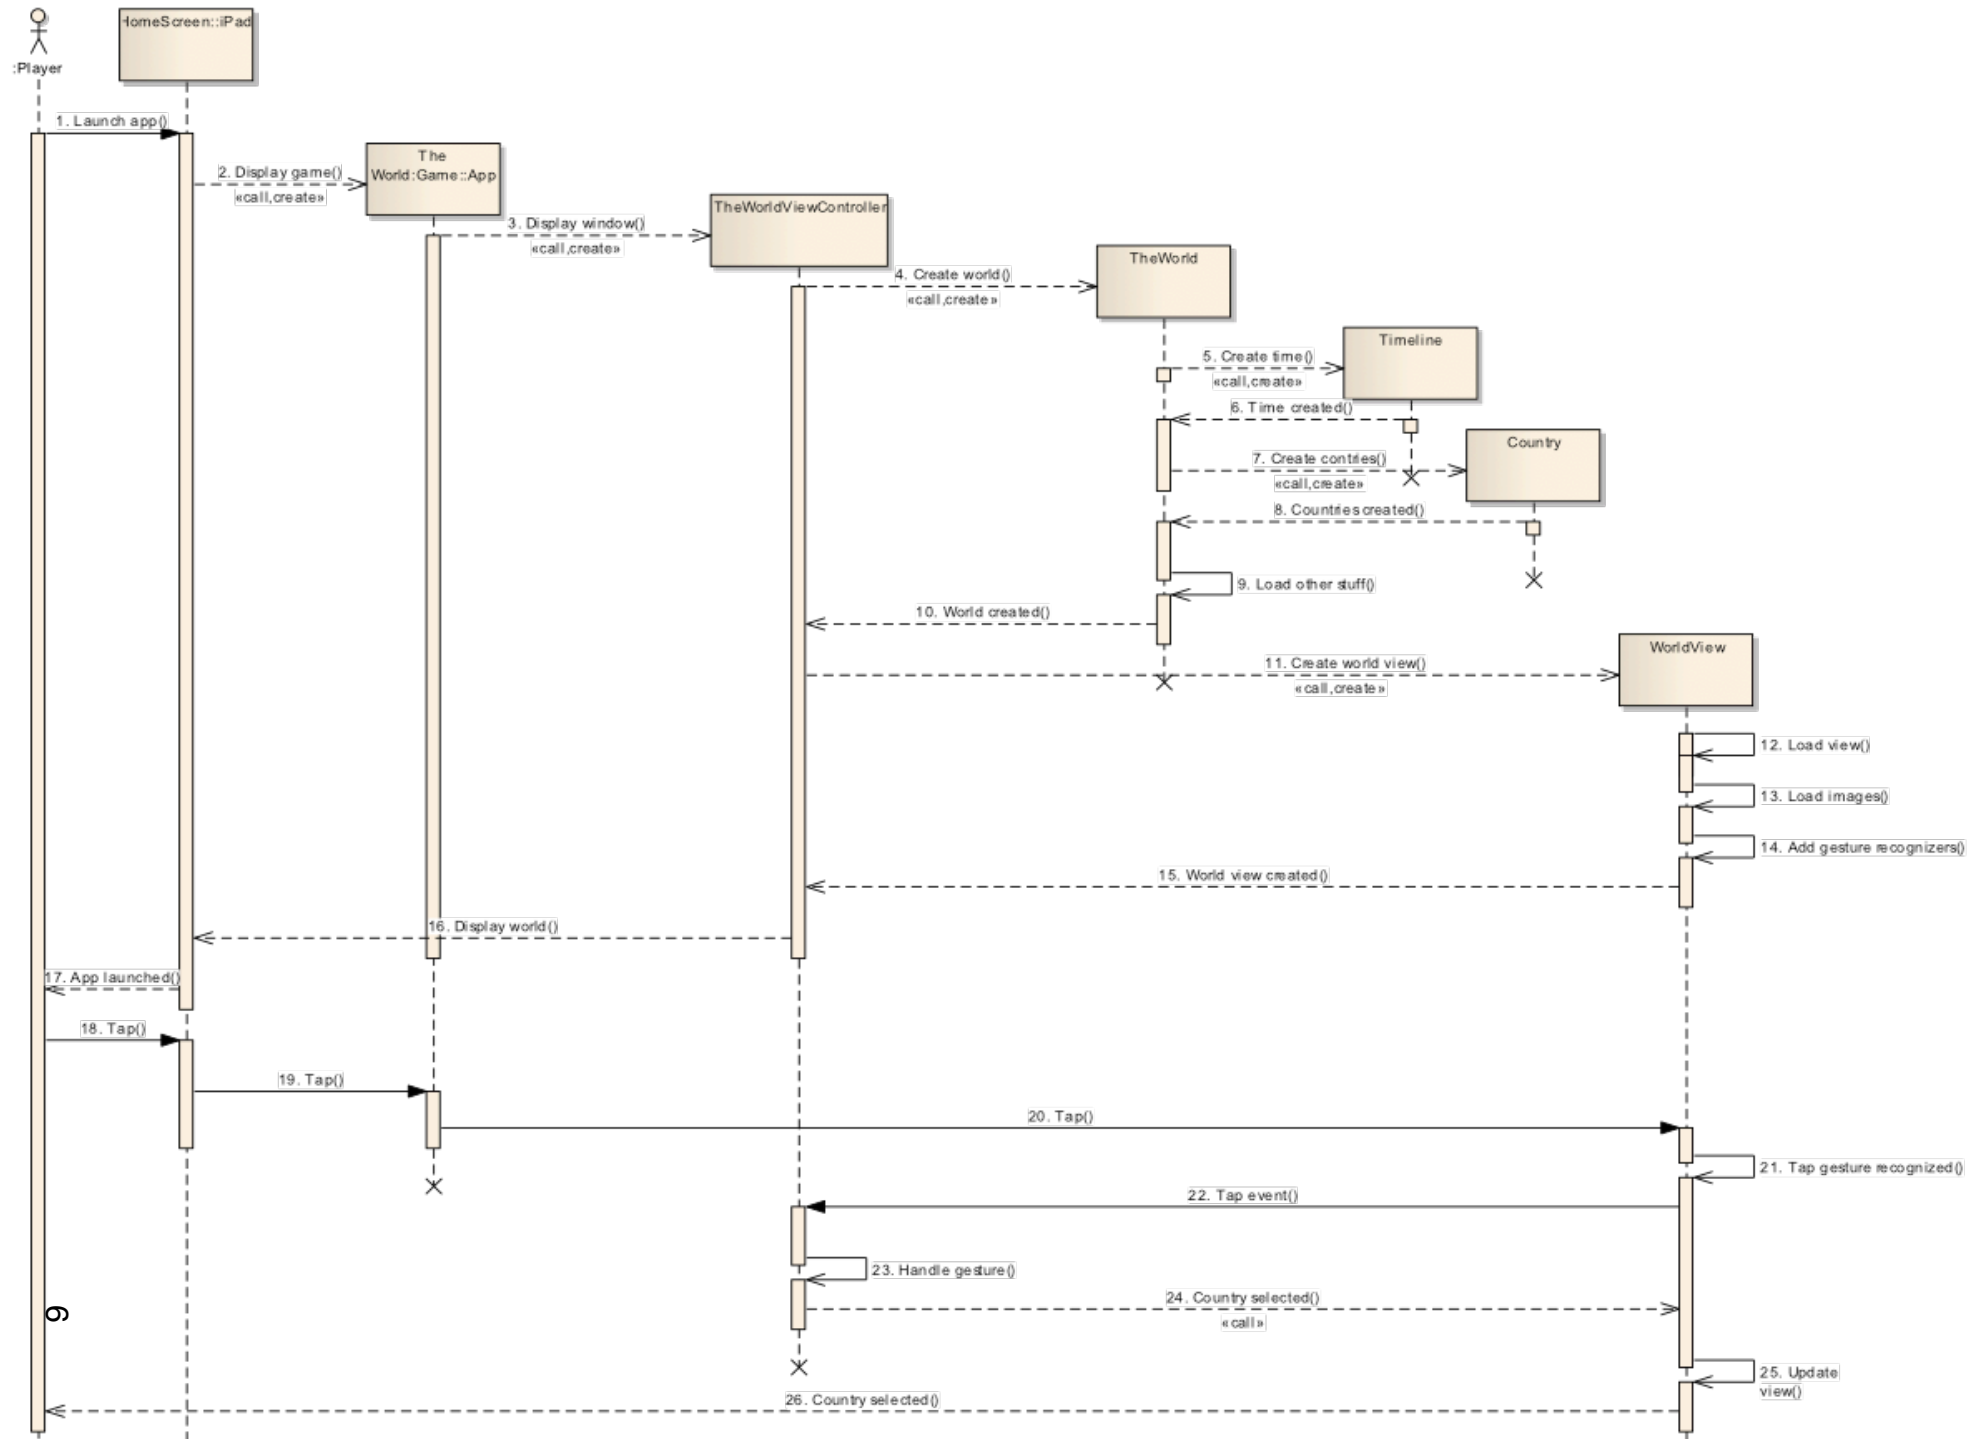 HomeScreen::iPad
:Player
1. Launch app()
The
World:Game::App
2. Display game()
«call,create»
TheWorldViewController
3. Display window()
«call,create»
TheWorld
4. Create world()
«call,create»
Timeline
5. Create time()
«call,create»
6. Time created()
Country
7. Create contries()
«call,create»
8. Countries created()
9. Load other stuff()
10. World created()
WorldView
11. Create world view()
«call,create»
12. Load view()
13. Load images()
14. Add gesture recognizers()
15. World view created()
16. Display world()
17. App launched()
18. Tap()
19. Tap()
20. Tap()
21. Tap gesture recognized()
22. Tap event()
23. Handle gesture()
24. Country selected()
«call»
9
25. Update
view()
26. Country selected()